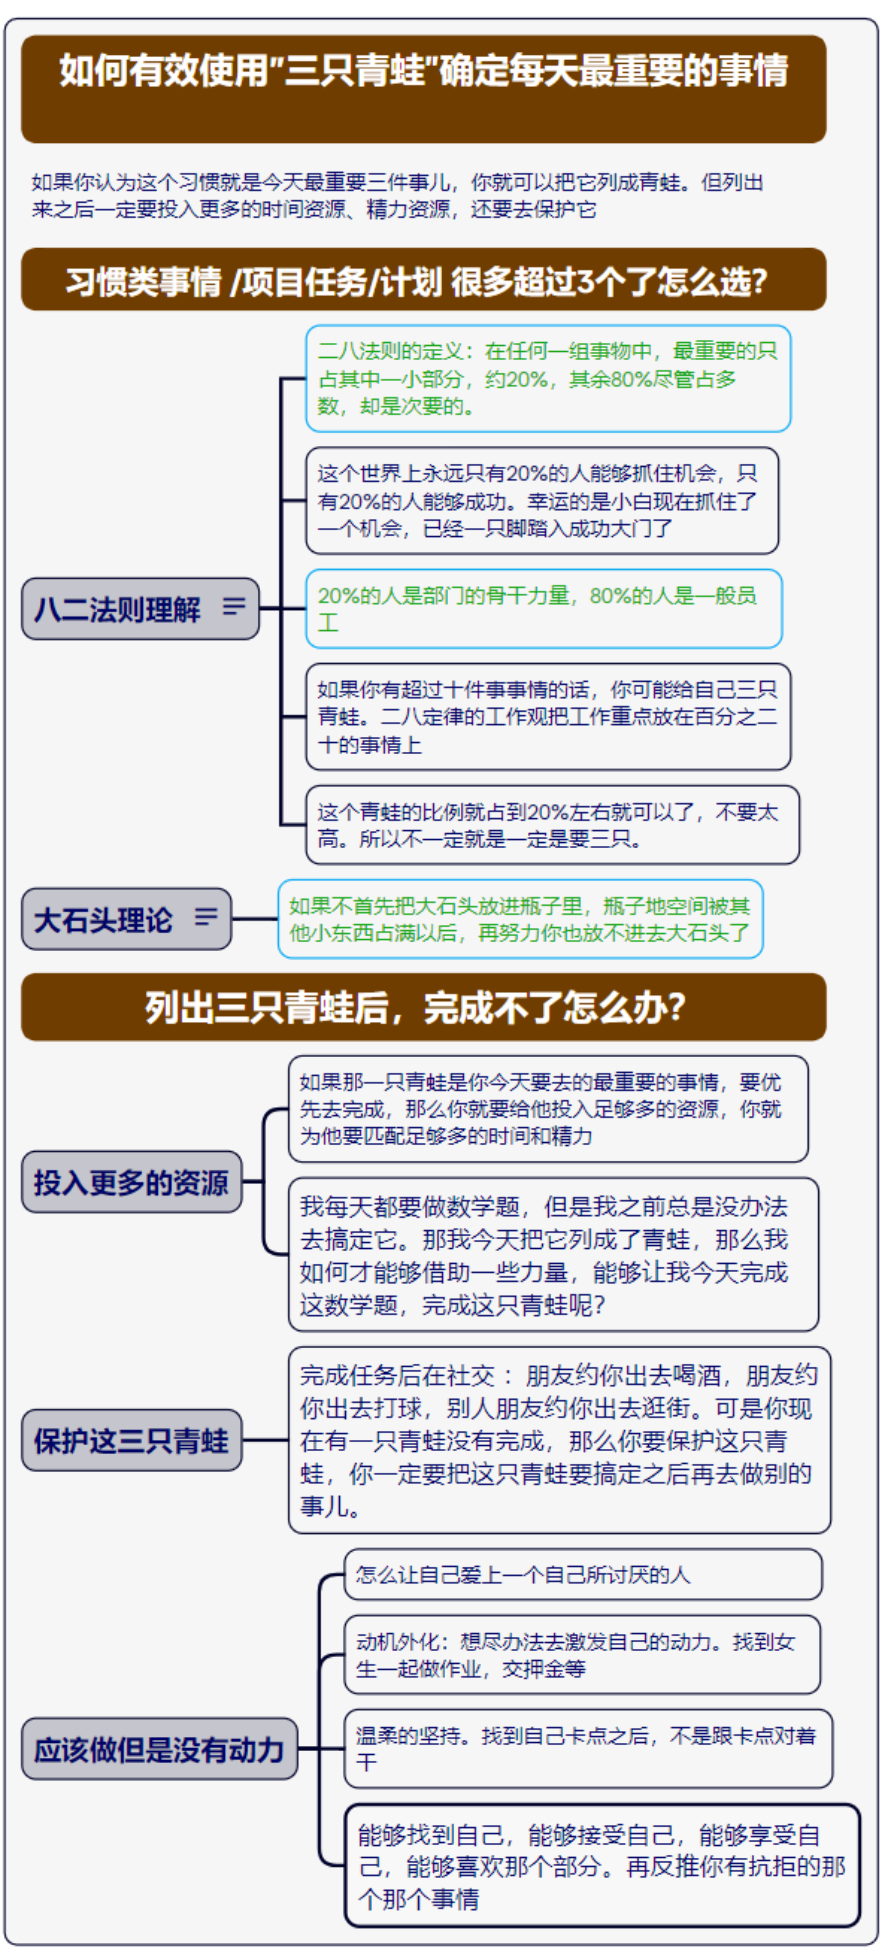 如何有效使用"三只青蛙"确定每天最重要的事情
如果你认为这个习惯就是今天最重要三件事儿，你就可以把它列成青蛙。但列出
来之后一定要投入更多的时间资源、精力资源，还要去保护它
习惯类事情 /项目任务/计划 很多超过3个了怎么选？
二八法则的定义：在任何一组事物中，最重要的只
占其中一小部分，约20%，其余80%尽管占多
数，却是次要的。
这个世界上永远只有20%的人能够抓住机会，只
有20%的人能够成功。幸运的是小白现在抓住了
一个机会，已经一只脚踏入成功大门了
八二法则理解
20%的人是部门的骨干力量，80%的人是一般员
工
如果你有超过十件事事情的话，你可能给自己三只
青蛙。二八定律的工作观把工作重点放在百分之二
十的事情上
这个青蛙的比例就占到20%左右就可以了，不要太
高。所以不一定就是一定是要三只。
大石头理论
如果不首先把大石头放进瓶子里，瓶子地空间被其
他小东西占满以后，再努力你也放不进去大石头了
列出三只青蛙后，完成不了怎么办？
如果那一只青蛙是你今天要去的最重要的事情，要优
先去完成，那么你就要给他投入足够多的资源，你就
为他要匹配足够多的时间和精力
投入更多的资源
我每天都要做数学题，但是我之前总是没办法
去搞定它。那我今天把它列成了青蛙，那么我
如何才能够借助一些力量，能够让我今天完成
这数学题，完成这只青蛙呢？
保护这三只青蛙
完成任务后在社交 ：朋友约你出去喝酒，朋友约
你出去打球，别人朋友约你出去逛街。可是你现
在有一只青蛙没有完成，那么你要保护这只青
蛙，你一定要把这只青蛙要搞定之后再去做别的
事儿。
怎么让自己爱上一个自己所讨厌的人
动机外化：想尽办法去激发自己的动力。找到女
生一起做作业，交押金等
应该做但是没有动力
温柔的坚持。找到自己卡点之后，不是跟卡点对着
干
能够找到自己，能够接受自己，能够享受自
己，能够喜欢那个部分。再反推你有抗拒的那
个那个事情